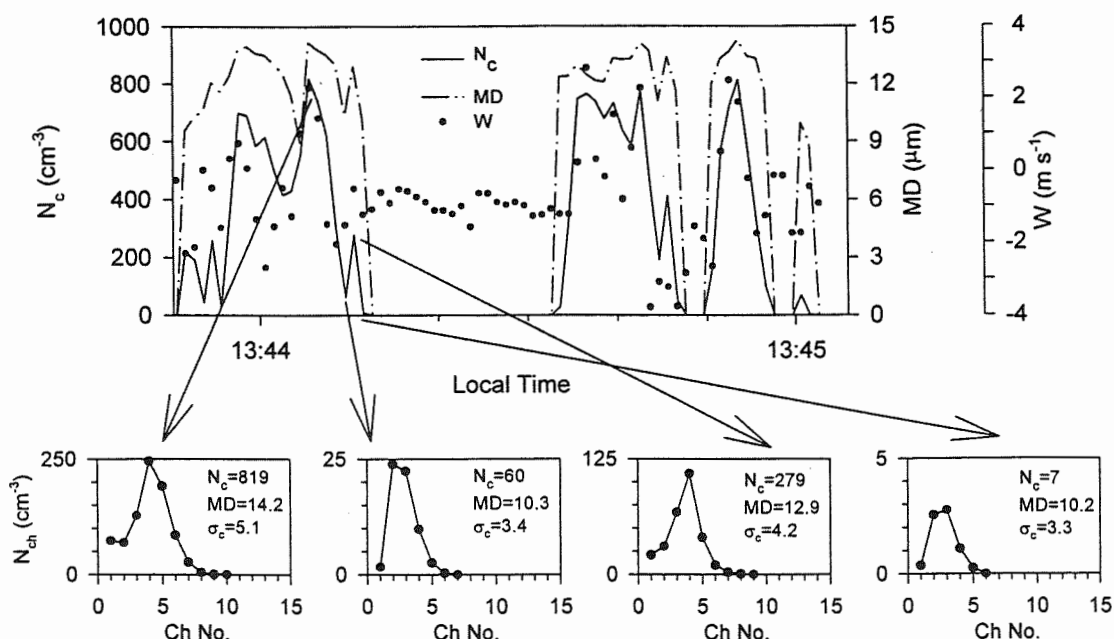 1000
800
600
400
200
0
N_c (cm⁻³)
N_c
MD
W
15
12
9
6
3
0
MD (µm)
4
2
0
-2
-4
W (m s⁻¹)
13:44
13:45
Local Time
250
0
N_ch (cm⁻³)
N_c=819
MD=14.2
σ_c=5.1
0 5 10 15
Ch No.
25
0
N_c=60
MD=10.3
σ_c=3.4
0 5 10 15
Ch No.
125
0
N_c=279
MD=12.9
σ_c=4.2
0 5 10 15
Ch No.
5
0
N_c=7
MD=10.2
σ_c=3.3
0 5 10 15
Ch No.